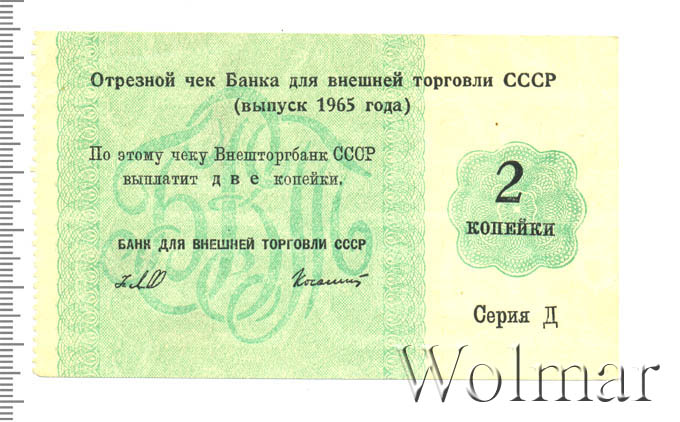 Отрезной чек Банка для внешней торговли СССР
(выпуск 1965 года)
По этому чеку Внешторгбанк СССР
выплатит две копейки.
2
КОПЕЙКИ
БАНК ДЛЯ ВНЕШНЕЙ ТОРГОВЛИ СССР
Серия Д
Wolmar